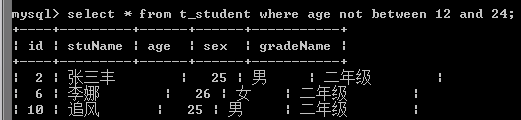 mysql> select * from t_student where age not between 12 and 24;
+----+---------+------+------+-----------+
| id | stuName | age  | sex  | gradeName |
+----+---------+------+------+-----------+
|  2 | 张三丰 | 25 | 男 | 二年级 |
|  6 | 李娜 | 26 | 女 | 二年级 |
| 10 | 追风 | 25 | 男 | 二年级 |